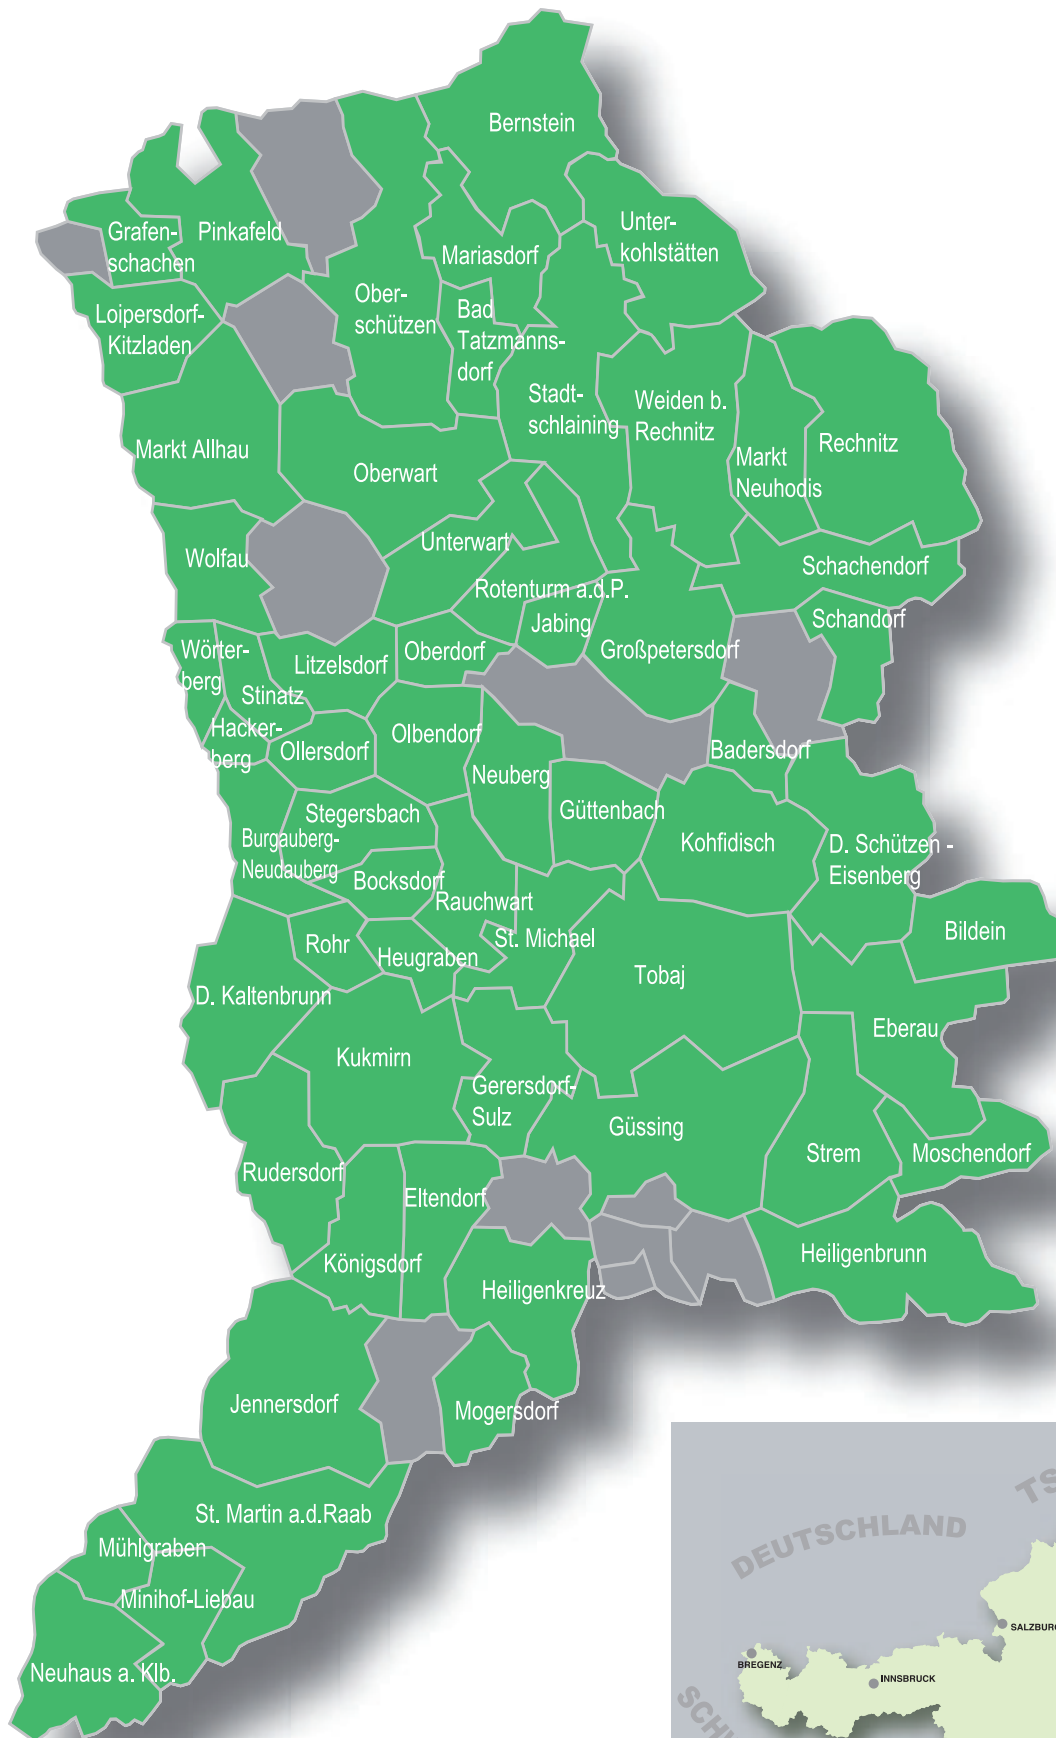 Bernstein
Unter-
kohlstätten
Grafen-
schachen
Pinkafeld
Mariasdorf
Ober-
schützen
Bad
Tatzmanns-
dorf
Loipersdorf-
Kitzladen
Stadt-
schlaining
Weiden b.
Rechnitz
Markt Allhau
Oberwart
Markt
Neuhodis
Rechnitz
Wolfau
Unterwart
Schachendorf
Rotenturm a.d.P.
Jabing
Schandorf
Wörter-
berg
Stinatz
Litzelsdorf
Oberdorf
Großpetersdorf
Hacker-
berg
Ollersdorf
Olbendorf
Neuberg
Badersdorf
Stegersbach
Güttenbach
Kohfidisch
D. Schützen -
Eisenberg
Burgauberg-
Neudauberg
Bocksdorf
Rauchwart
Rohr
Heugraben
St. Michael
Bildein
D. Kaltenbrunn
Tobaj
Eberau
Kukmirn
Gerersdorf-
Sulz
Güssing
Strem
Moschendorf
Rudersdorf
Eltendorf
Königsdorf
Heiligenkreuz
Heiligenbrunn
Jennersdorf
Mogersdorf
St. Martin a.d.Raab
Mühlgraben
Minihof-Liebau
Neuhaus a. Klb.
TS
DEUTSCHLAND
SALZBURG
BREGENZ
INNSBRUCK
SCH